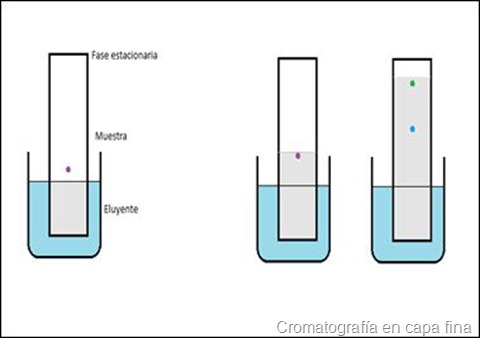 Fase estacionaria
Muestra
Eluyente
Cromatografía en capa fina